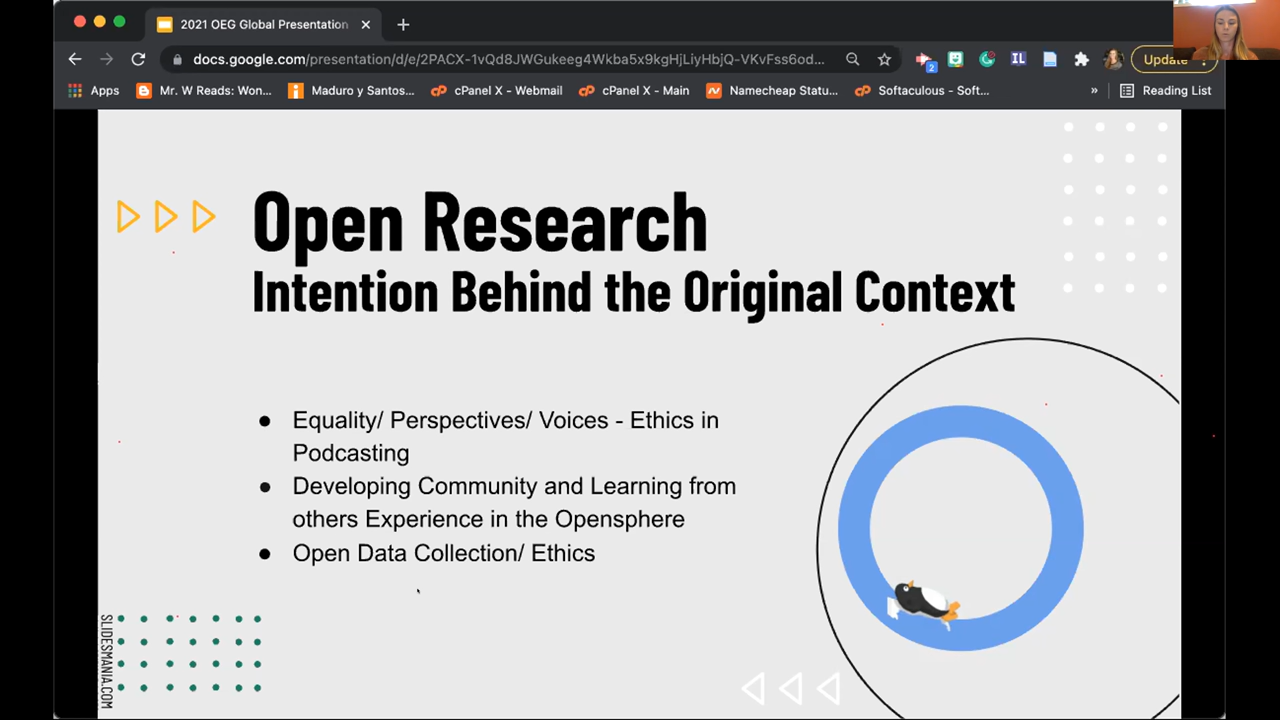 2021 OEG Global Presentation
docs.google.com/presentation/d/e/2PACX-1vQd8JWGukeeg4Wkba5x9kgHjLiyHbjQ-VKvFss6od...
2
Update
Apps
Mr. W Reads: Won...
Maduro y Santos...
cPanel X - Webmail
cPanel X - Main
Namecheap Statu...
Softaculous - Soft...
»
Reading List
Open Research
Intention Behind the Original Context
● Equality/ Perspectives/ Voices - Ethics in
Podcasting
● Developing Community and Learning from
others Experience in the Opensphere
● Open Data Collection/ Ethics
SLIDESMANIA.COM
IL